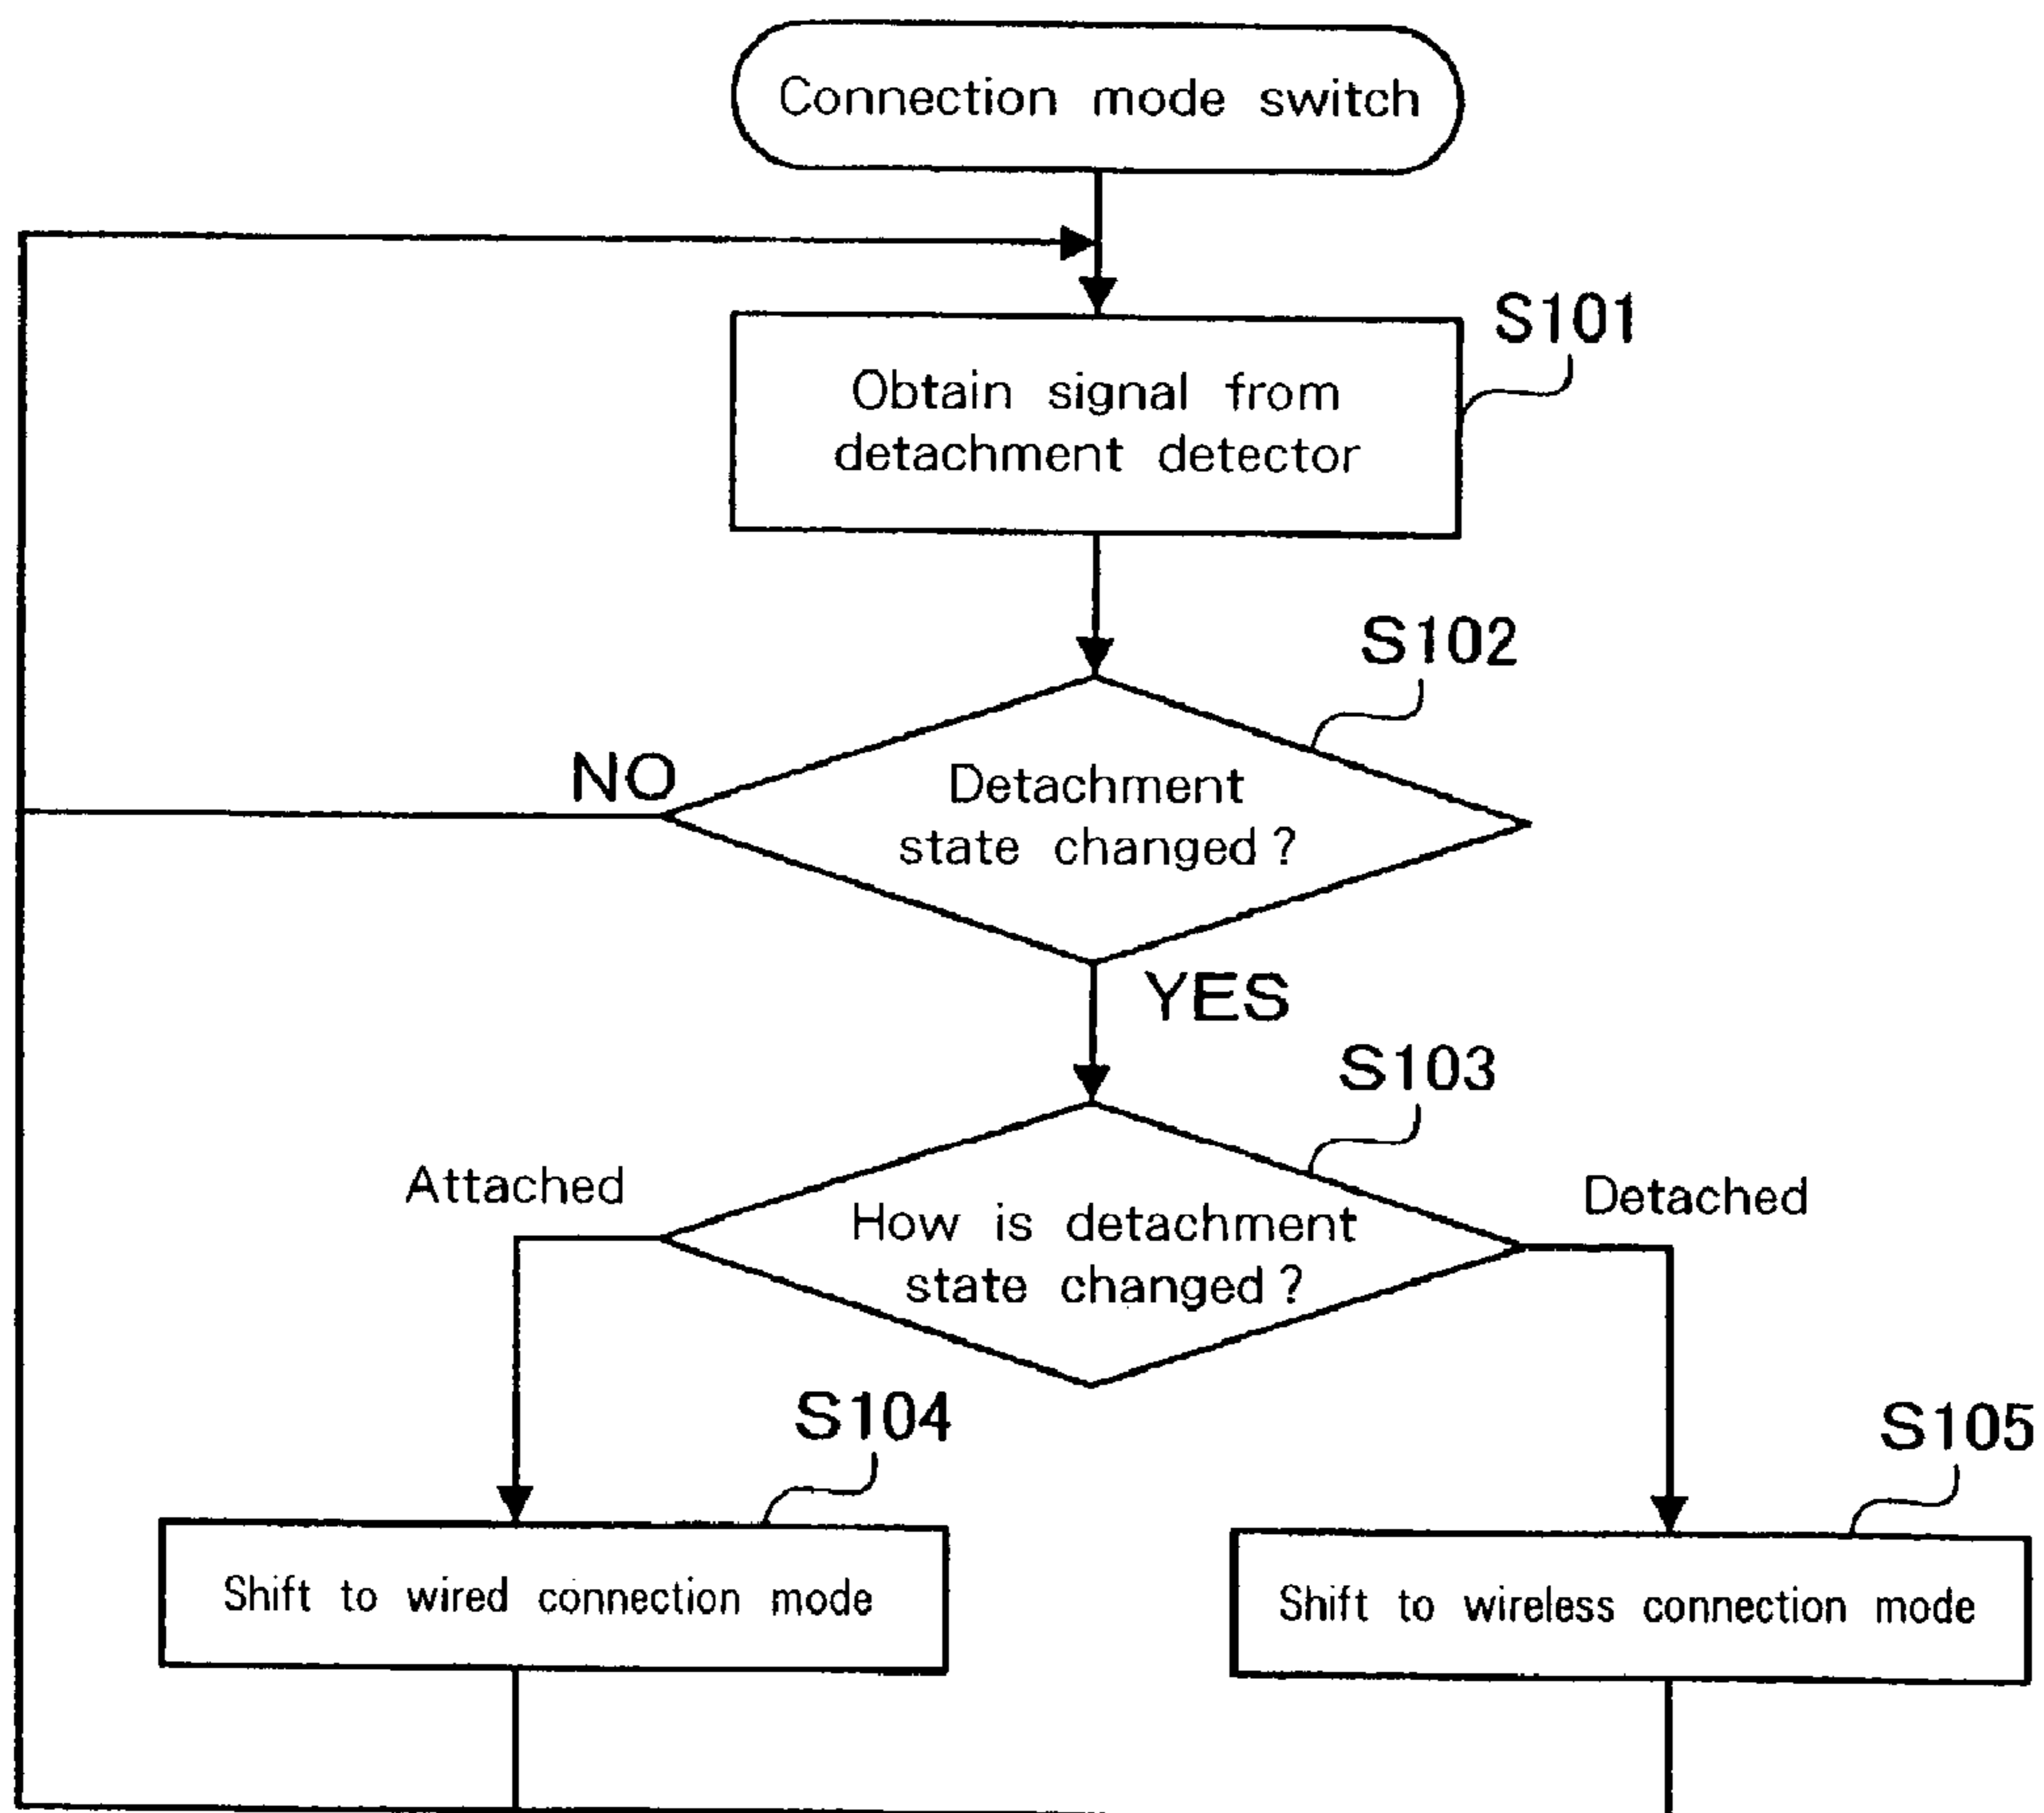 Connection mode switch
S101
Obtain signal from
detachment detector
S102
NO
Detachment
state changed ?
YES
S103
Attached
Detached
How is detachment
state changed ?
S104
S105
Shift to wired connection mode
Shift to wireless connection mode